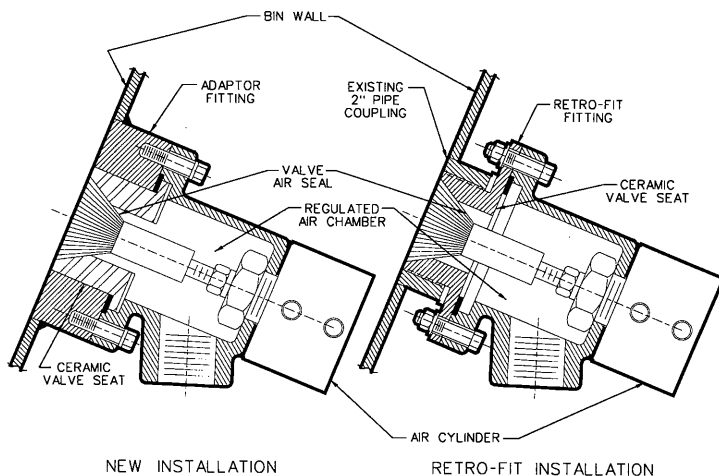 BIN WALL
ADAPTOR
FITTING
EXISTING
2" PIPE
COUPLING
RETRO-FIT
FITTING
VALVE
AIR SEAL
CERAMIC
VALVE SEAT
REGULATED
AIR CHAMBER
CERAMIC
VALVE SEAT
AIR CYLINDER
NEW INSTALLATION
RETRO-FIT INSTALLATION